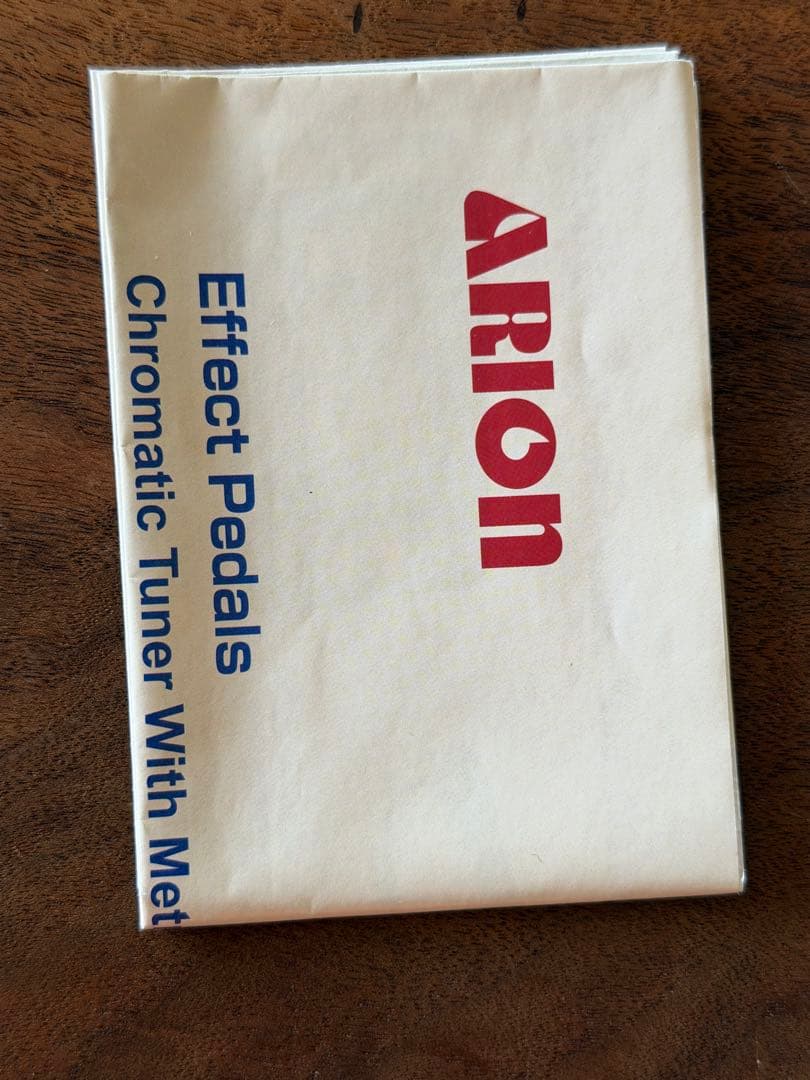 ARIOn
Effect Pedals
Chromatic Tuner With Met